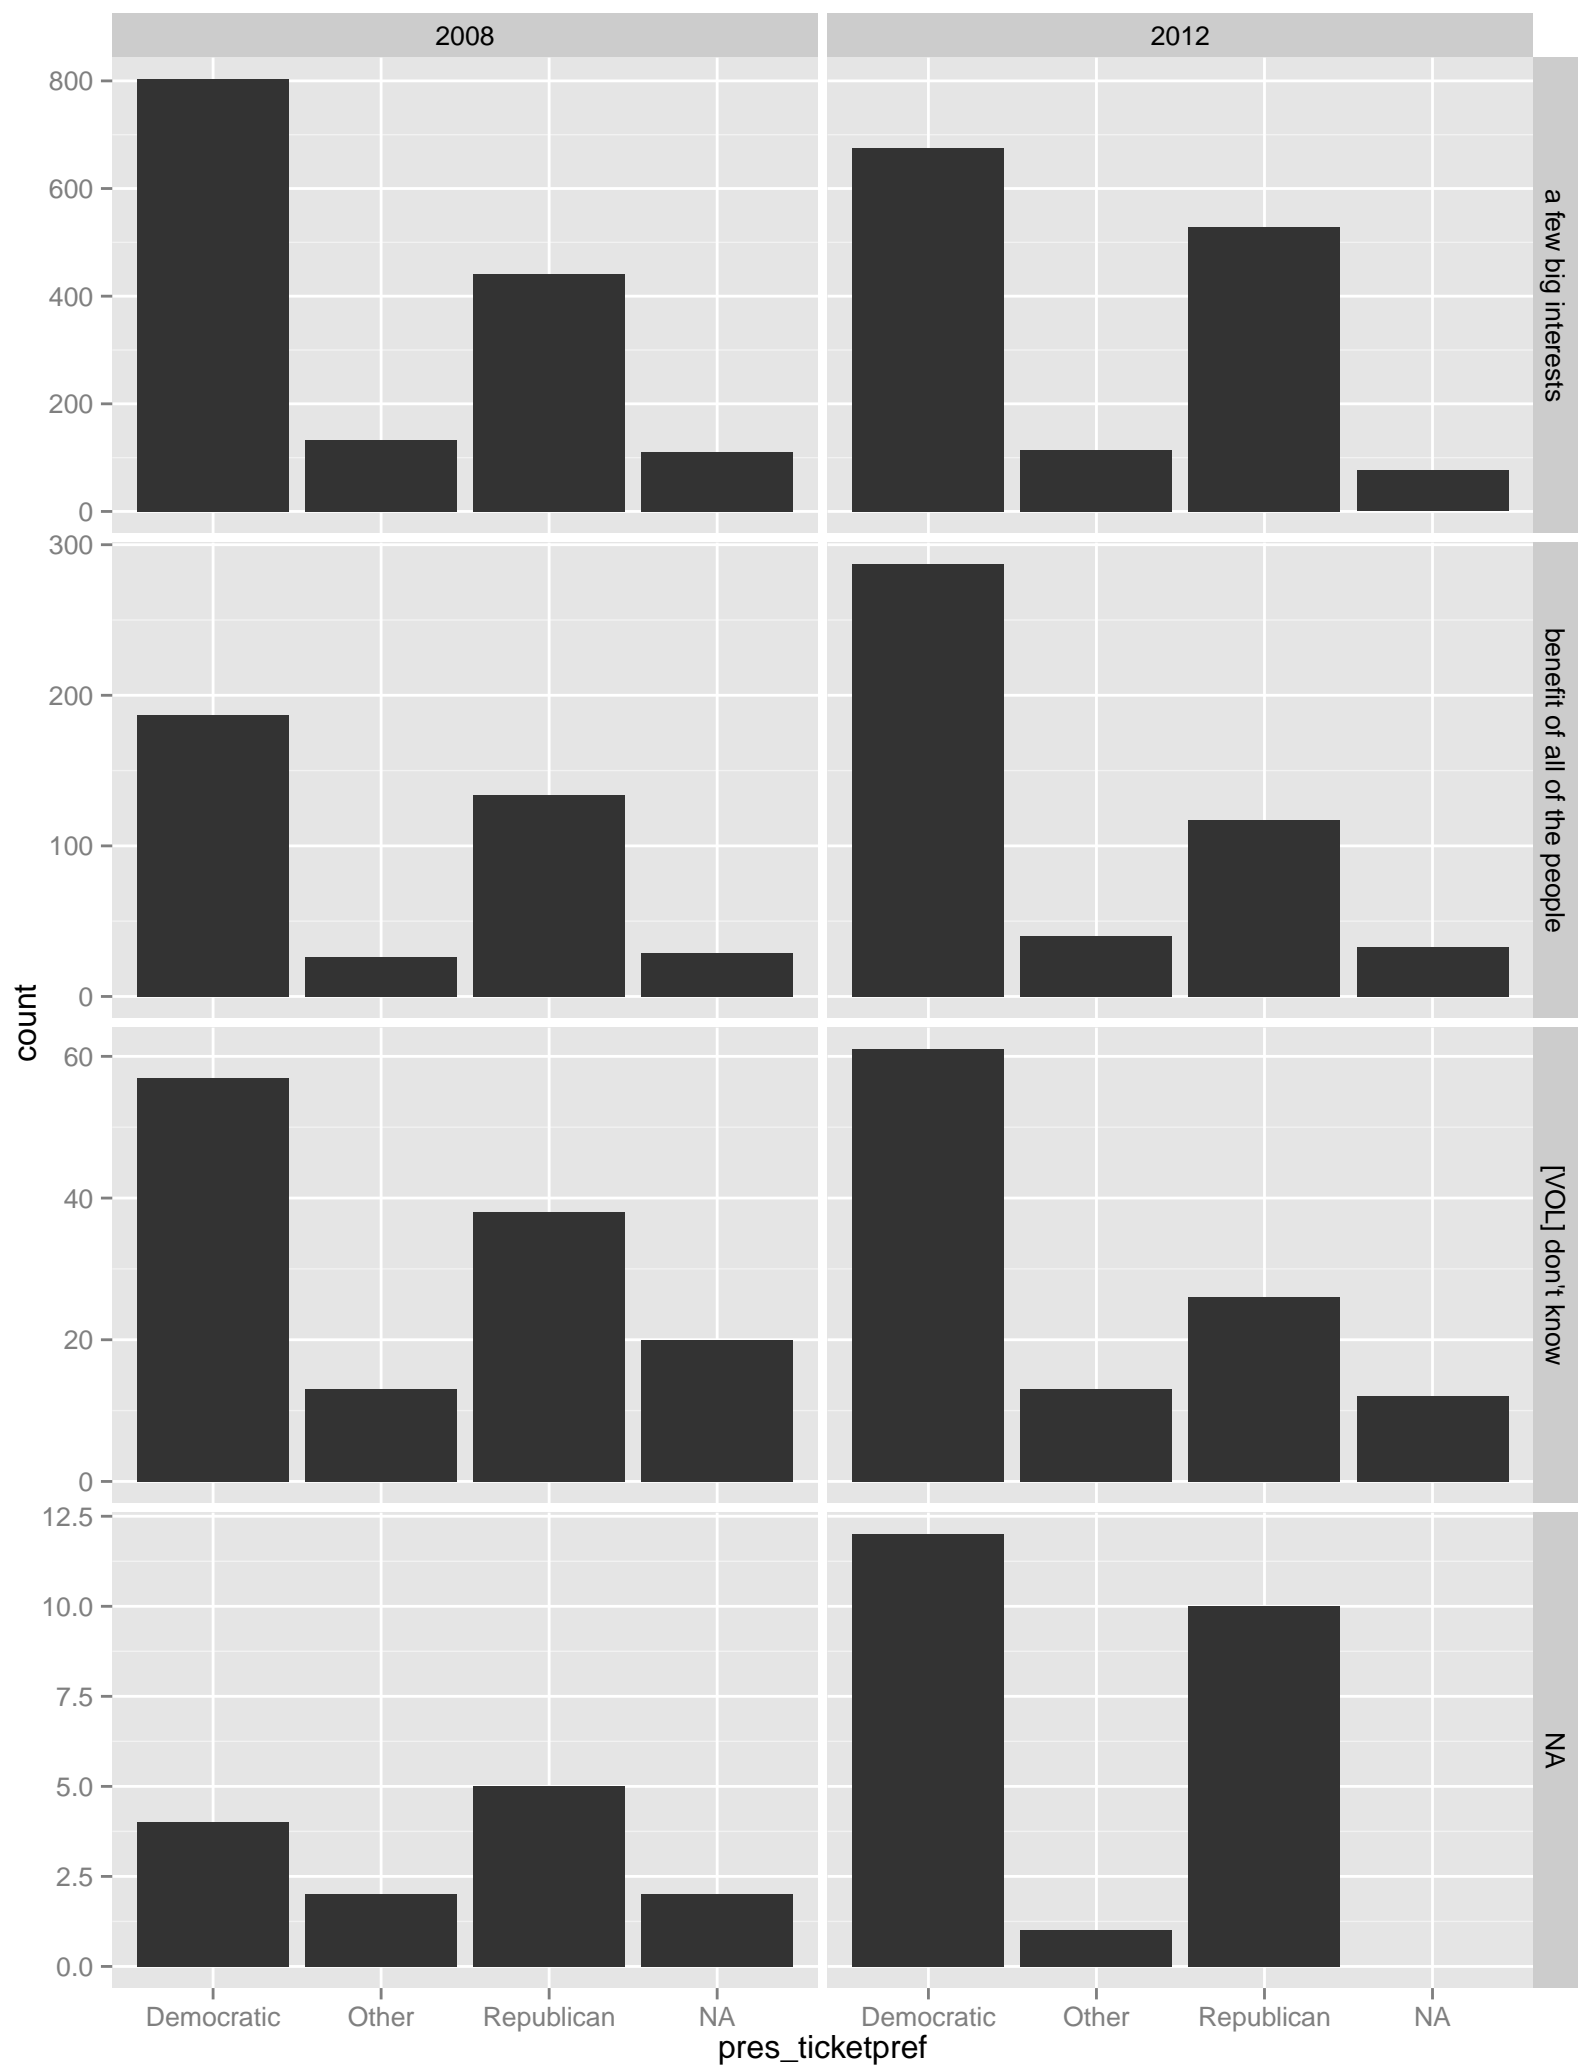 2008
2012
800
600
400
200
0
a few big interests
300
200
100
0
benefit of all of the people
count
60
40
20
0
[VOL] don't know
12.5
10.0
7.5
5.0
2.5
0.0
NA
Democratic Other Republican NA
Democratic Other Republican NA
pres_ticketpref